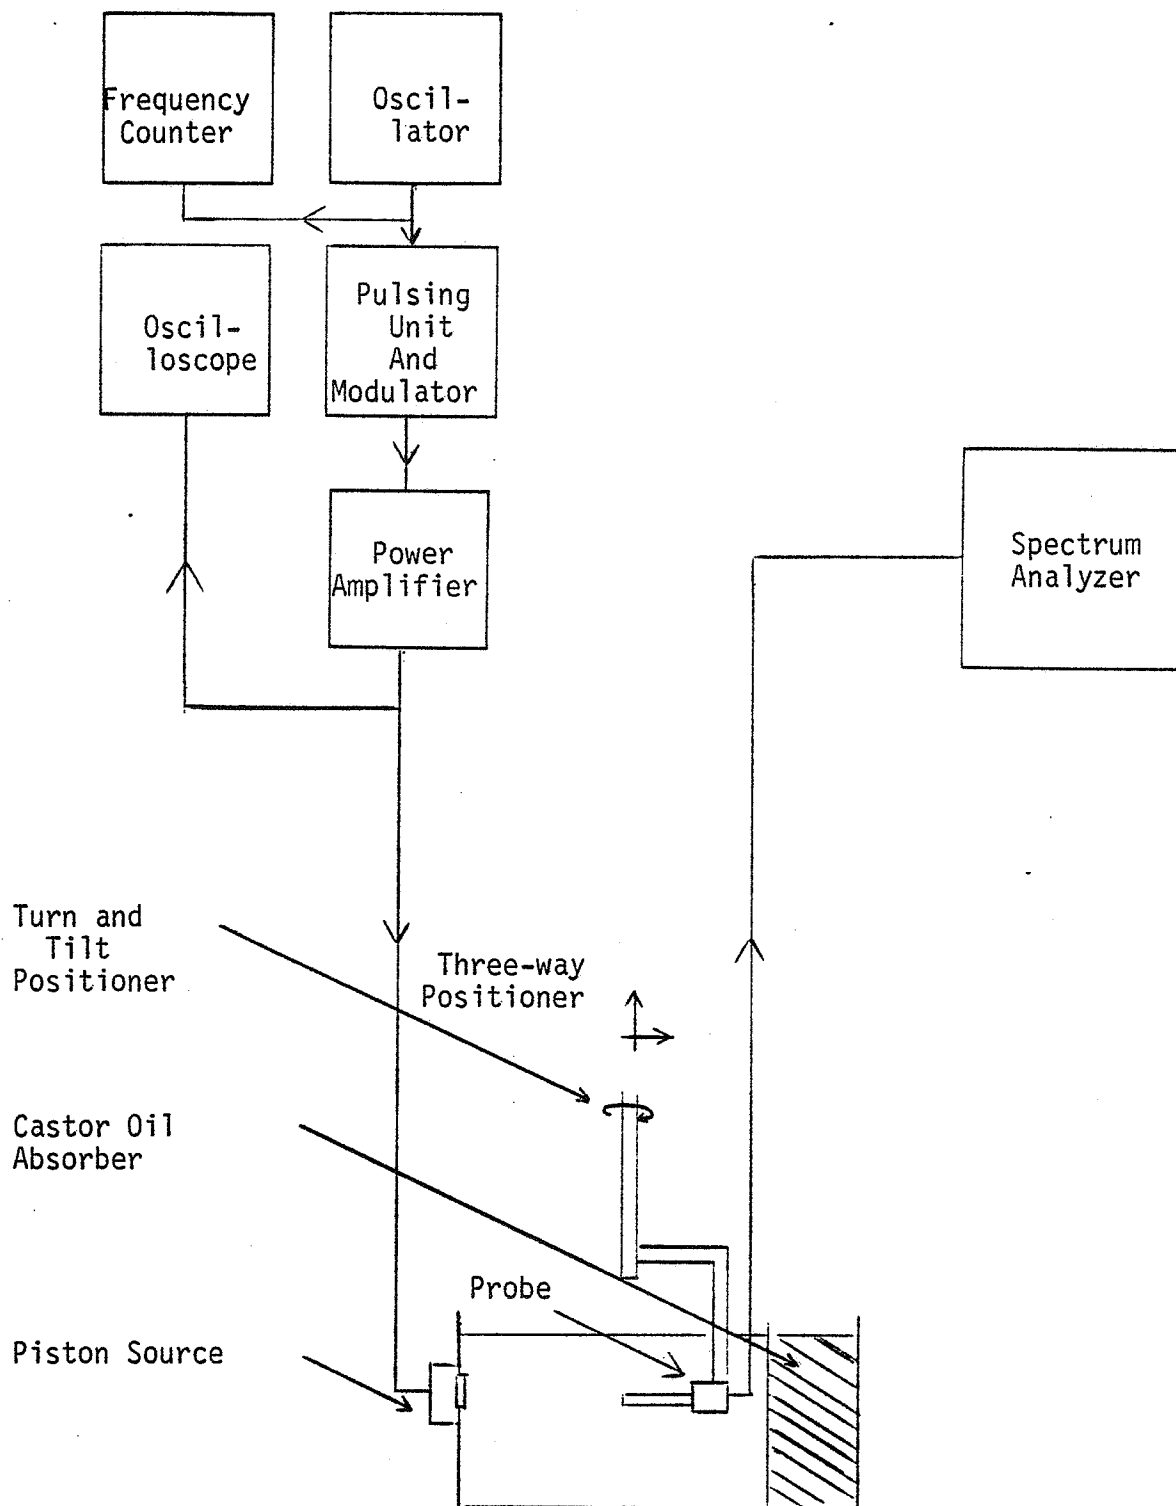 Frequency
Counter
Oscil-
lator
Oscil-
loscope
Pulsing
Unit
And
Modulator
Power
Amplifier
Spectrum
Analyzer
Turn and
Tilt
Positioner
Three-way
Positioner
Castor Oil
Absorber
Probe
Piston Source